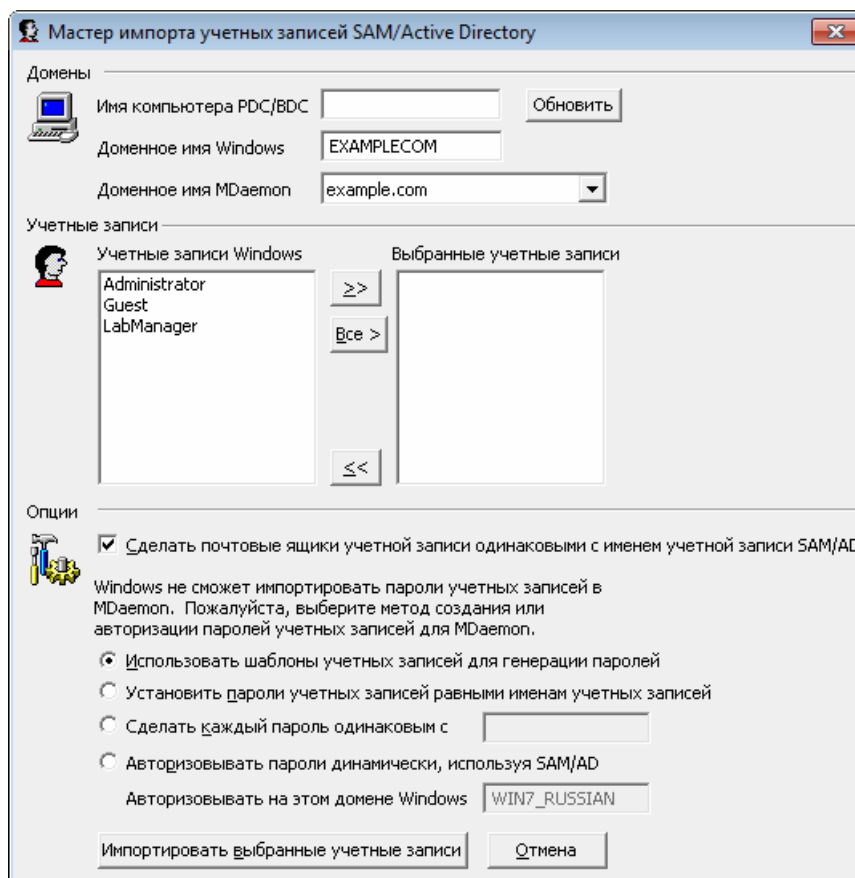 Мастер импорта учетных записей SAM/Active Directory
Домены
Имя компьютера PDC/BDC
Обновить
Доменное имя Windows
EXAMPLECOM
Доменное имя MDaemon
example.com
Учетные записи
Учетные записи Windows
Выбранные учетные записи
Administrator
Guest
LabManager
>>
Все >
<<
Опции
Сделать почтовые ящики учетной записи одинаковыми с именем учетной записи SAM/AD
Windows не сможет импортировать пароли учетных записей в
MDaemon. Пожалуйста, выберите метод создания или
авторизации паролей учетных записей для MDaemon.
Использовать шаблоны учетных записей для генерации паролей
Установить пароли учетных записей равными именам учетных записей
Сделать каждый пароль одинаковым с
Авторизовывать пароли динамически, используя SAM/AD
Авторизовывать на этом домене Windows
WIN7_RUSSIAN
Импортировать выбранные учетные записи
Отмена